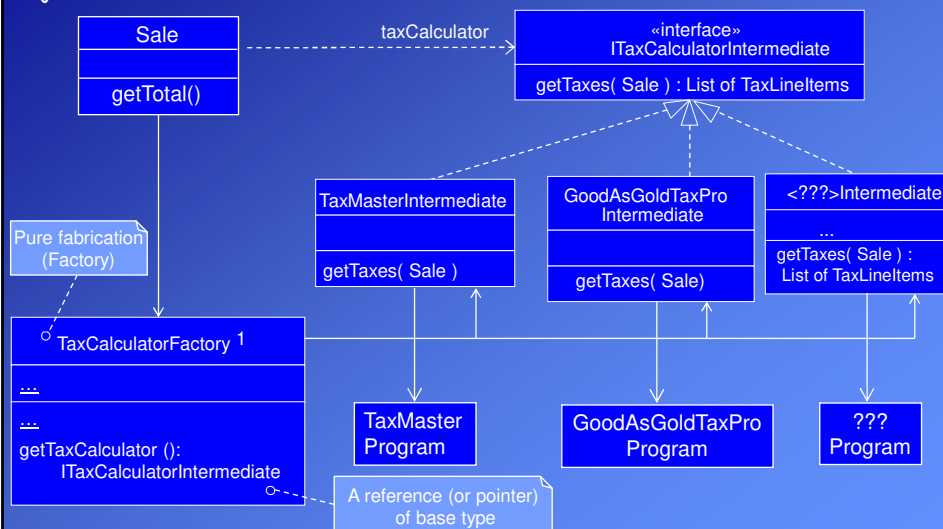 Sale
getTotal()
taxCalculator
«interface»
ITaxCalculatorIntermediate
getTaxes( Sale ) : List of TaxLineItems
TaxMasterIntermediate
getTaxes( Sale )
GoodAsGoldTaxPro
Intermediate
getTaxes( Sale)
<???>Intermediate
...
getTaxes( Sale ) :
List of TaxLineItems
Pure fabrication
(Factory)
TaxCalculatorFactory 1
...
...
getTaxCalculator ():
ITaxCalculatorIntermediate
TaxMaster
Program
GoodAsGoldTaxPro
Program
???
Program
A reference (or pointer)
of base type